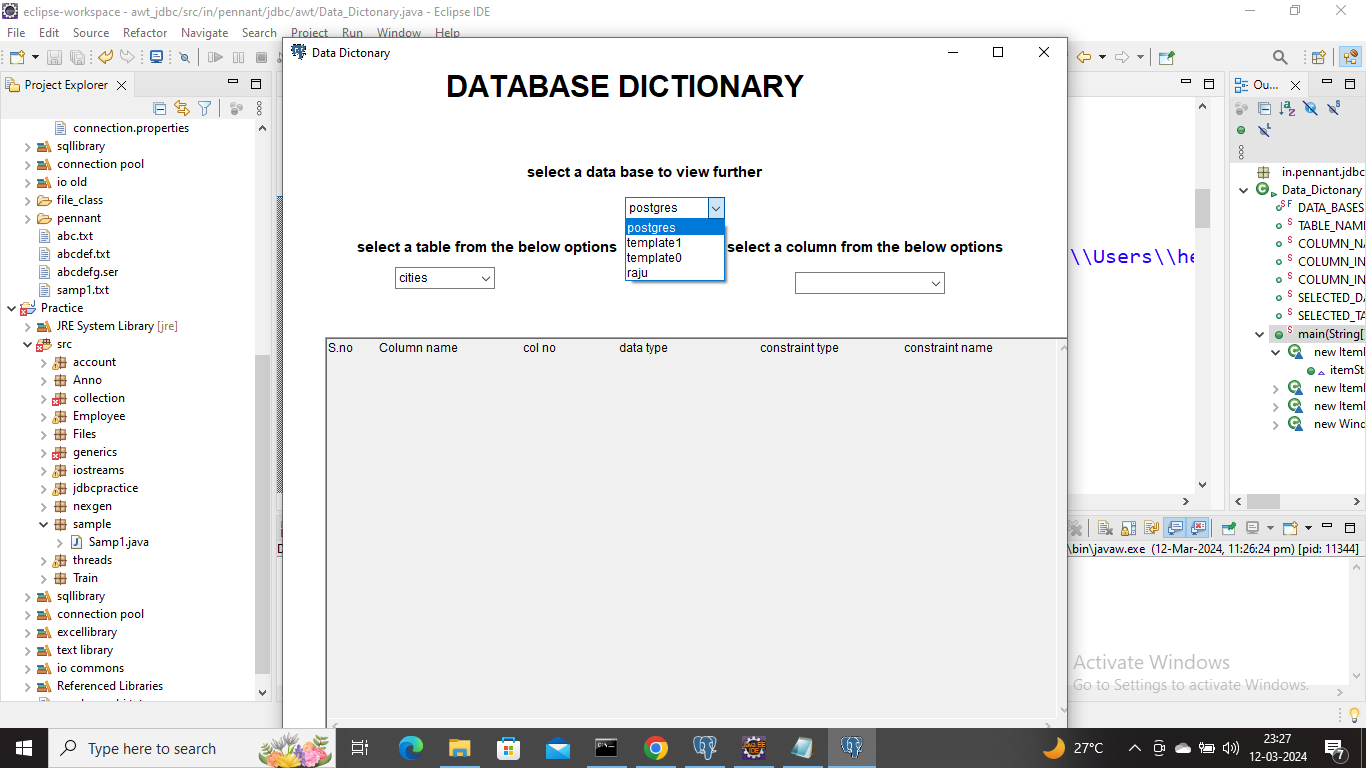 eclipse-workspace - awt_jdbc/src/in/pennant/jdbc/awt/Data_Dictonary.java - Eclipse IDE
File Edit Source Refactor Navigate Search Project Run Window Help
Data Dictonary
DATABASE DICTIONARY
select a data base to view further
postgres
postgres
template1
template0
raju
select a table from the below options
cities
select a column from the below options
S.no Column name col no data type constraint type constraint name
Project Explorer
connection.properties
sqllibrary
connection pool
io old
file_class
pennant
abc.txt
abcdef.txt
abcdefg.ser
samp1.txt
Practice
JRE System Library [jre]
src
account
Anno
collection
Employee
Files
generics
iostreams
jdbcpractice
nexgen
sample
Samp1.java
threads
Train
sqllibrary
connection pool
excellibrary
text library
io commons
Referenced Libraries
\\Users\\he
Ou...
in.pennant.jdbc
Data_Dictonary
DATA_BASES
TABLE_NAM
COLUMN_NA
COLUMN_IN
COLUMN_IN
SELECTED_DA
SELECTED_TA
main(String[
new ItemL
itemSt
new ItemL
new ItemL
new Wind
\bin\javaw.exe (12-Mar-2024, 11:26:24 pm) [pid: 11344]
Activate Windows
Go to Settings to activate Windows.
Type here to search
27°C
23:27
12-03-2024
7